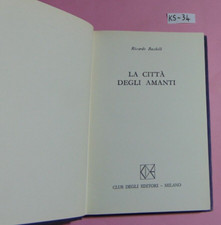 KS-34
Riccardo Bacchelli
LA CITTÀ
DEGLI AMANTI
CLUB DEGLI EDITORI - MILANO